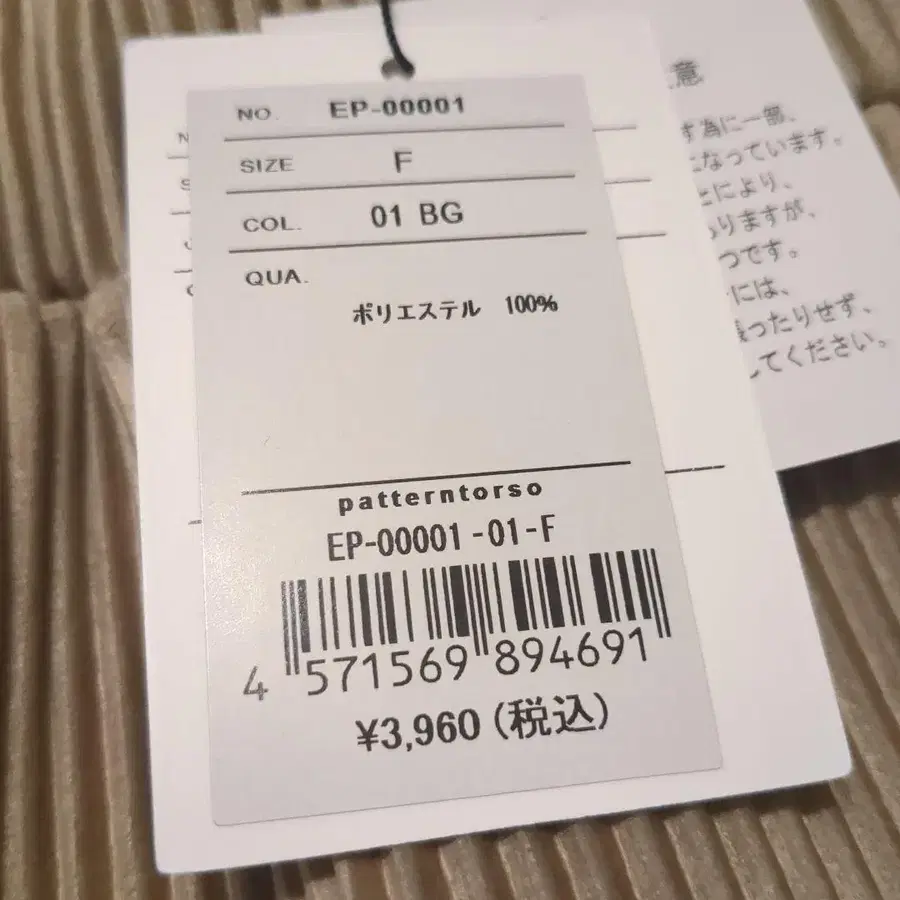 NO. EP-00001
SIZE F
COL. 01 BG
QUA.
ポリエステル 100%
patterntorso
EP-00001-01-F
4 571569 894691
¥3,960 (税込)
意
ず為に一部、
になっています。
とにより、
りますが、
つです。
には、
ったりせず、
してください。